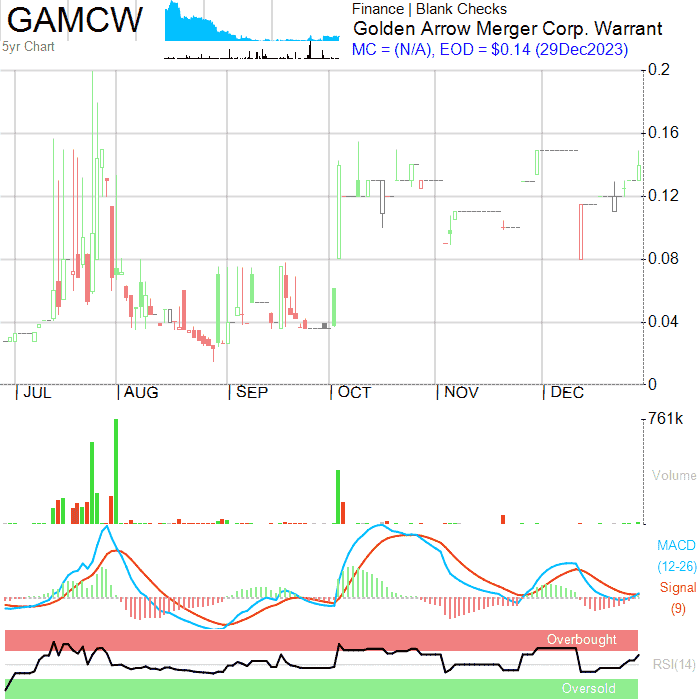 GAMCW
5yr Chart
Finance | Blank Checks
Golden Arrow Merger Corp. Warrant
MC = (N/A), EOD = $0.14 (29Dec2023)
0.2
0.16
0.12
0.08
0.04
0
JUL AUG SEP OCT NOV DEC
761k
Volume
MACD
(12-26)
Signal
(9)
Overbought
RSI(14)
Oversold